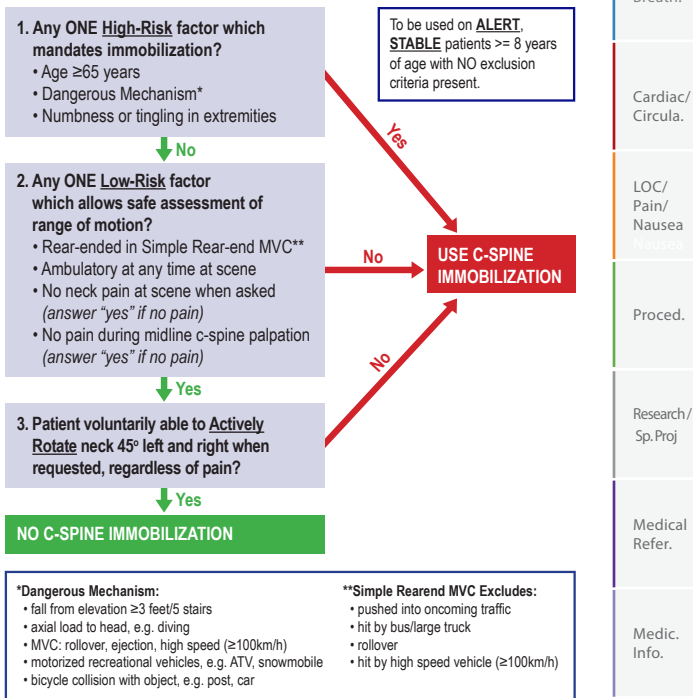 1. Any ONE High-Risk factor which
mandates immobilization?
• Age ≥65 years
• Dangerous Mechanism*
• Numbness or tingling in extremities
To be used on ALERT,
STABLE patients >= 8 years
of age with NO exclusion
criteria present.
Yes
No
2. Any ONE Low-Risk factor
which allows safe assessment of
range of motion?
• Rear-ended in Simple Rear-end MVC**
• Ambulatory at any time at scene
• No neck pain at scene when asked
(answer “yes” if no pain)
• No pain during midline c-spine palpation
(answer “yes” if no pain)
No
USE C-SPINE
IMMOBILIZATION
No
Yes
3. Patient voluntarily able to Actively
Rotate neck 45º left and right when
requested, regardless of pain?
Yes
NO C-SPINE IMMOBILIZATION
*Dangerous Mechanism:
• fall from elevation ≥3 feet/5 stairs
• axial load to head, e.g. diving
• MVC: rollover, ejection, high speed (≥100km/h)
• motorized recreational vehicles, e.g. ATV, snowmobile
• bicycle collision with object, e.g. post, car
**Simple Rearend MVC Excludes:
• pushed into oncoming traffic
• hit by bus/large truck
• rollover
• hit by high speed vehicle (≥100km/h)
Cardiac/
Circula.
LOC/
Pain/
Nausea
Nausea
Proced.
Research/
Sp. Proj
Medical
Refer.
Medic.
Info.